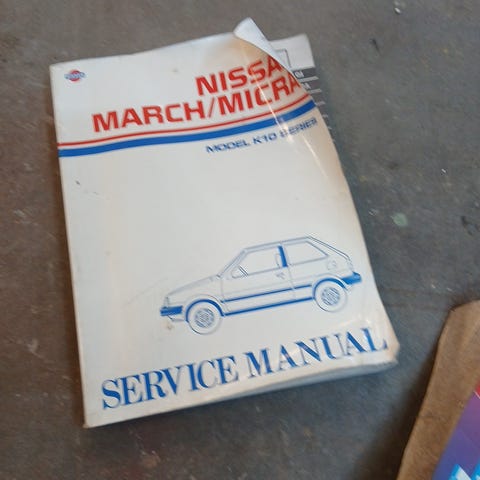 NISSA
MARCH/MICRA
MODEL K10 SERIES
SERVICE MANUAL